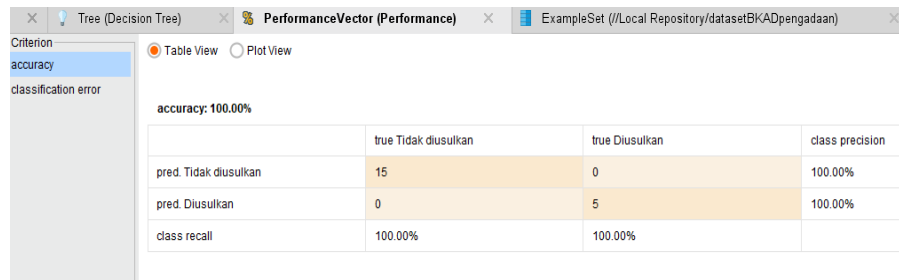 Tree (Decision Tree) PerformanceVector (Performance) ExampleSet (//Local Repository/datasetBKADpengadaan)
Criterion
accuracy
classification error
Table View Plot View
accuracy: 100.00%
true Tidak diusulkan true Diusulkan class precision
pred. Tidak diusulkan 15 0 100.00%
pred. Diusulkan 0 5 100.00%
class recall 100.00% 100.00%